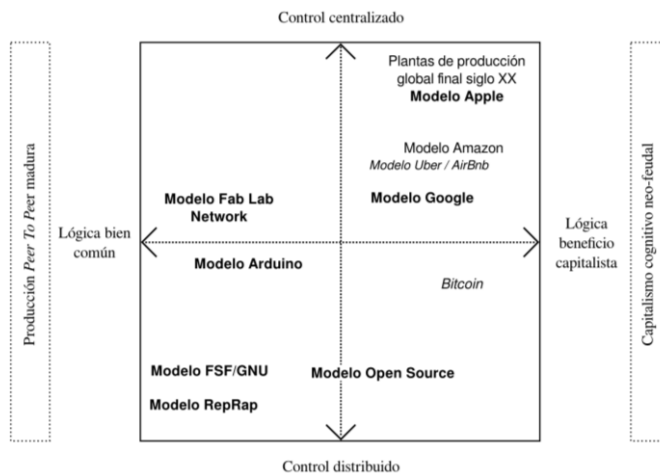 Control centralizado
Plantas de producción
global final siglo XX
Modelo Apple
Modelo Amazon
Modelo Uber / AirBnb
Modelo Fab Lab
Network
Modelo Google
Producción Peer To Peer madura
Lógica bien
común
Lógica
beneficio
capitalista
Capitalismo cognitivo neo-feudal
Modelo Arduino
Bitcoin
Modelo FSF/GNU
Modelo Open Source
Modelo RepRap
Control distribuido